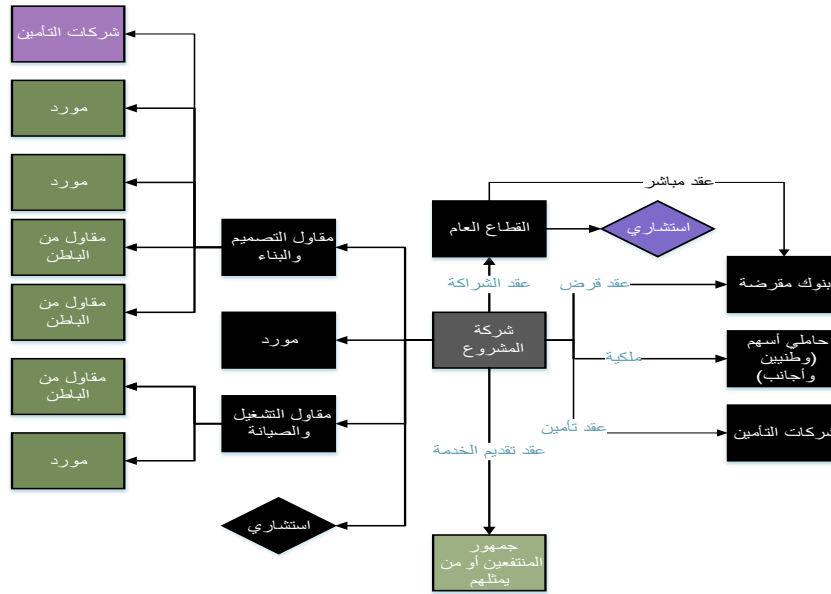 شركات التأمين
مورد
مورد
مقاول من
الباطن
مقاول من
الباطن
مقاول من
الباطن
مورد
مقاول التصميم
والبناء
مورد
مقاول التشغيل
والصيانة
استشاري
عقد مباشر
القطاع العام
استشاري
عقد الشراكة
عقد قرض
بنوك مقرضة
شركة
المشروع
ملكية
حاملي أسهم
(وطنيين
وأجانب)
عقد تأمين
شركات التأمين
عقد تقديم الخدمة
جمهور
المنتفعين أو من
يمثلهم